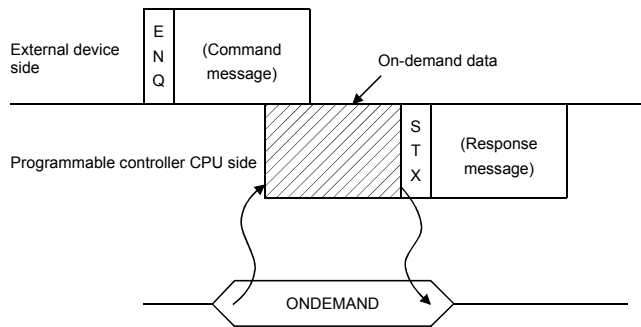 E
N
Q
External device
side
(Command
message)
On-demand data
Programmable controller CPU side
S
T
X
(Response
message)
ONDEMAND